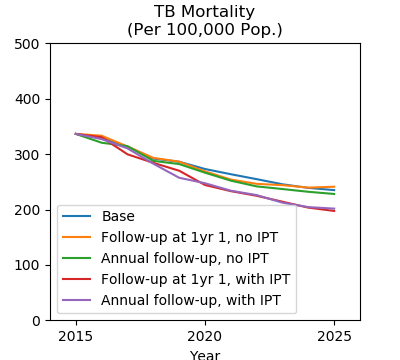 TB Mortality
(Per 100,000 Pop.)
500
400
300
200
100
0
Base
Follow-up at 1yr 1, no IPT
Annual follow-up, no IPT
Follow-up at 1yr 1, with IPT
Annual follow-up, with IPT
2015 2020 2025
Year